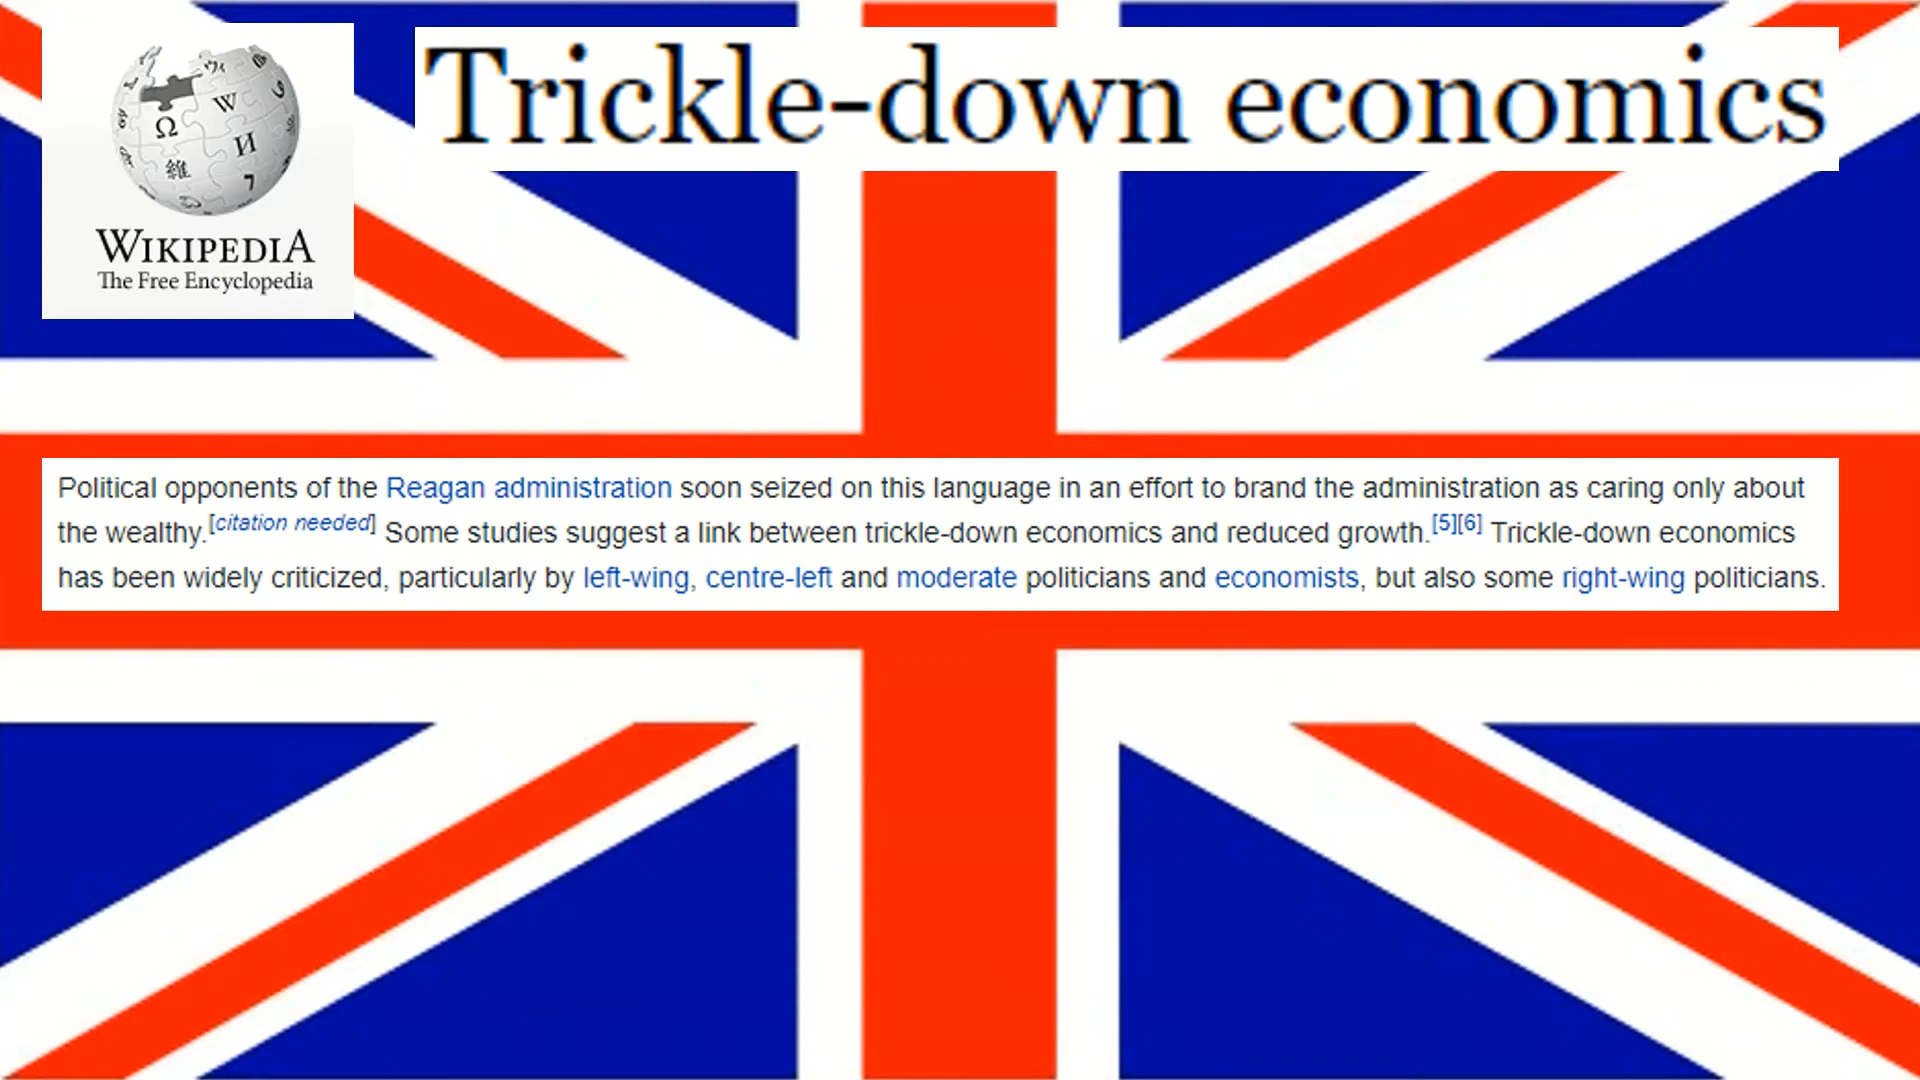 Trickle-down economics
Ω W И 維 7
WIKIPEDIA
The Free Encyclopedia
Political opponents of the Reagan administration soon seized on this language in an effort to brand the administration as caring only about
the wealthy.[citation needed] Some studies suggest a link between trickle-down economics and reduced growth.[5][6] Trickle-down economics
has been widely criticized, particularly by left-wing, centre-left and moderate politicians and economists, but also some right-wing politicians.